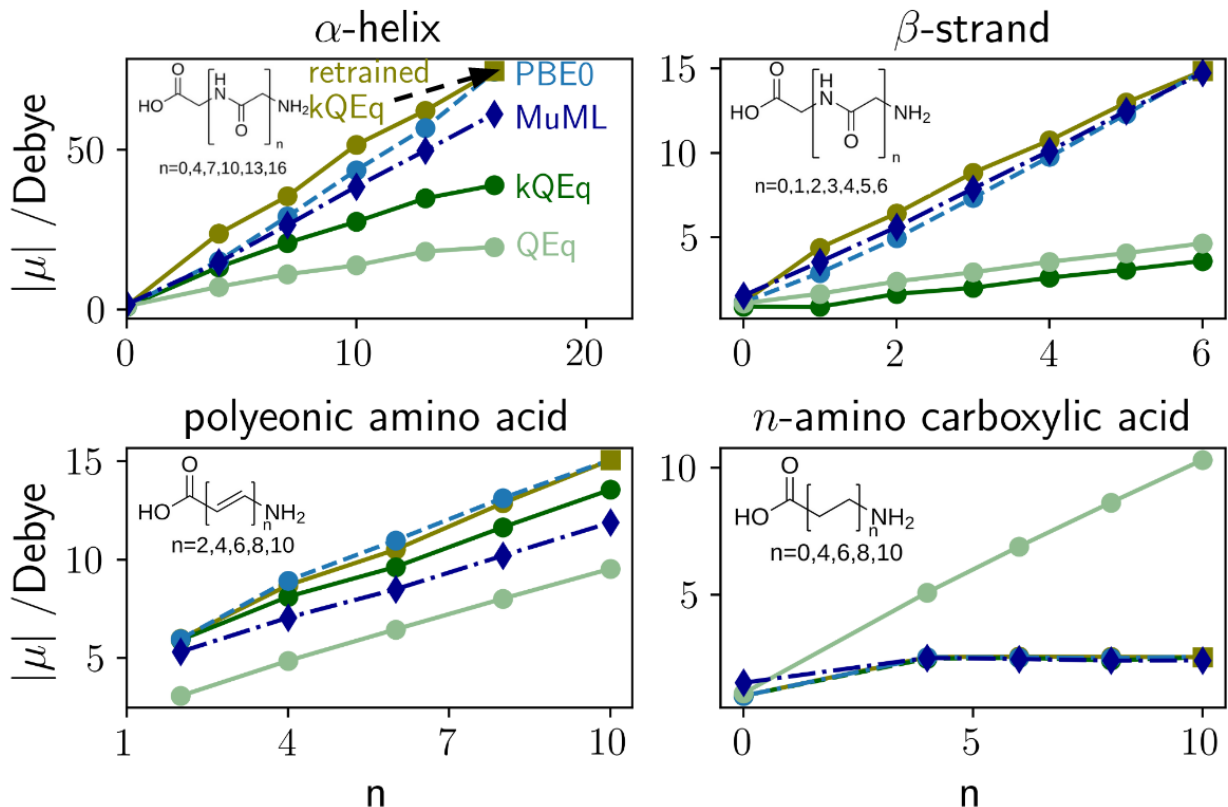 α-helix
|μ| /Debye
50
0
O
HO
H
N
O
NH2
n
n=0,4,7,10,13,16
retrained
kQEq
PBE0
MuML
kQEq
QEq
0 10 20
β-strand
15
10
5
O
HO
H
N
O
NH2
n
n=0,1,2,3,4,5,6
0 2 4 6
polyeonic amino acid
|μ| /Debye
15
10
5
O
HO
n
NH2
n=2,4,6,8,10
1 4 7 10
n
n-amino carboxylic acid
10
5
O
HO
n
NH2
n=0,4,6,8,10
0 5 10
n